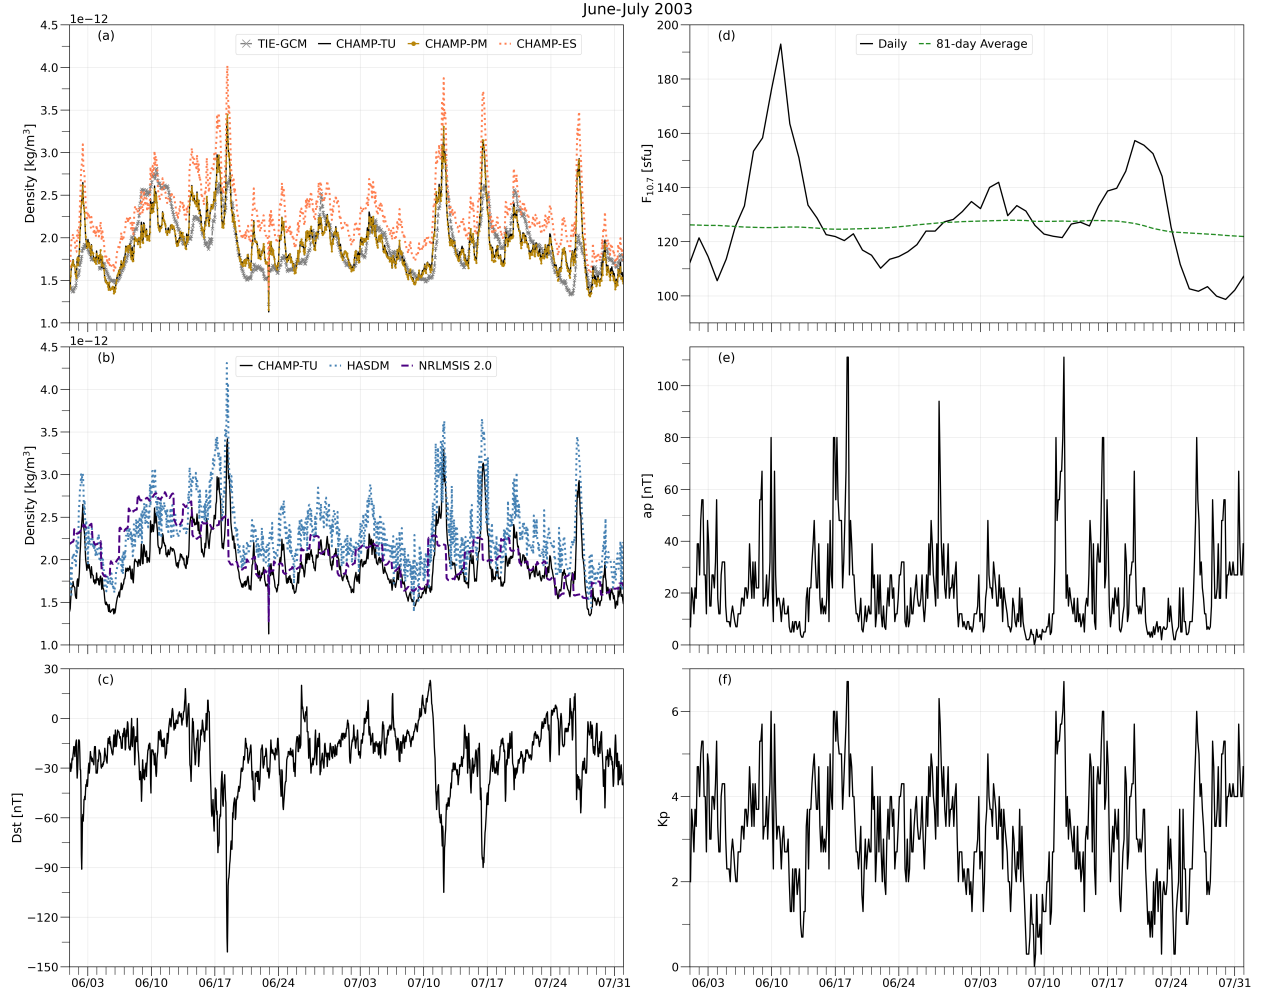 June-July 2003
1e−12
(a)
TIE-GCM CHAMP-TU CHAMP-PM CHAMP-ES
4.5
4.0
3.5
3.0
2.5
2.0
1.5
1.0
Density [kg/m³]
(d)
Daily 81-day Average
200
180
160
140
120
100
F₁₀.₇ [sfu]
1e−12
(b)
CHAMP-TU HASDM NRLMSIS 2.0
4.5
4.0
3.5
3.0
2.5
2.0
1.5
1.0
Density [kg/m³]
(e)
100
80
60
40
20
0
ap [nT]
(c)
30
0
−30
−60
−90
−120
−150
Dst [nT]
06/03 06/10 06/17 06/24 07/03 07/10 07/17 07/24 07/31
(f)
6
4
2
0
Kp
06/03 06/10 06/17 06/24 07/03 07/10 07/17 07/24 07/31